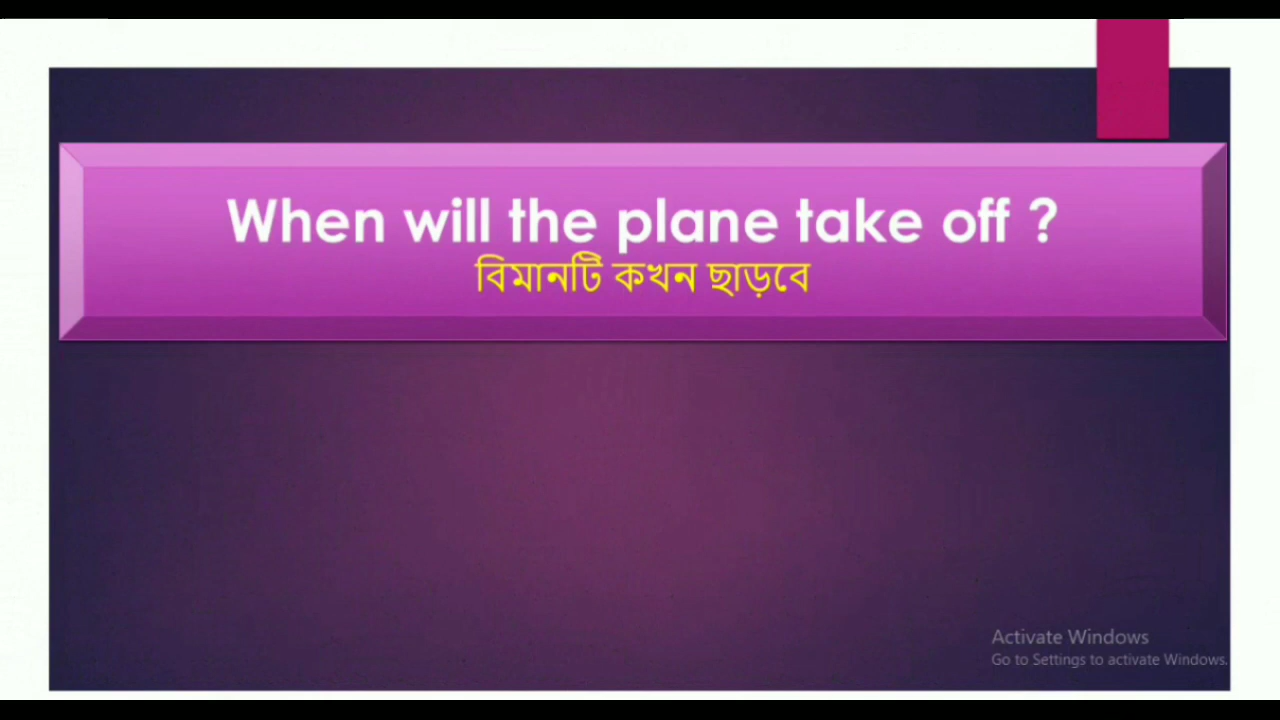 When will the plane take off ?
বিমানটি কখন ছাড়বে
Activate Windows
Go to Settings to activate Windows.